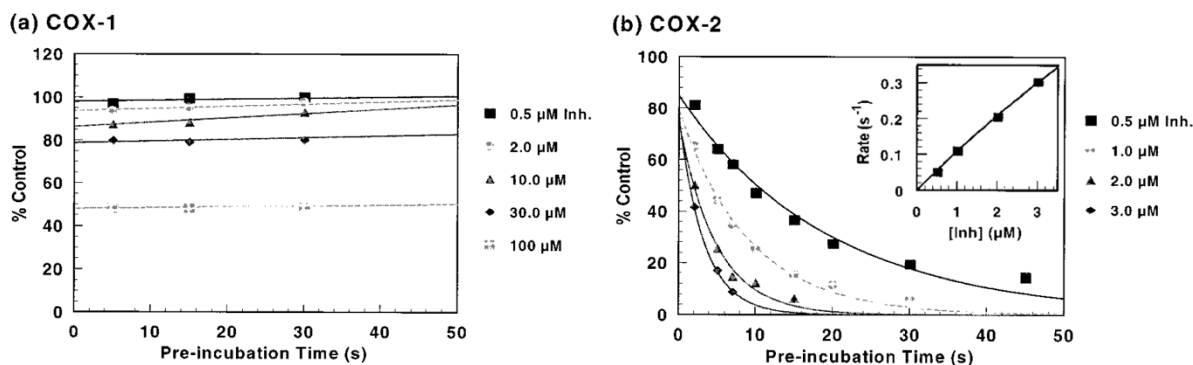 (a) COX-1
120
100
80
60
40
20
0
% Control
0 10 20 30 40 50
Pre-incubation Time (s)
0.5 µM Inh.
2.0 µM
10.0 µM
30.0 µM
100 µM
(b) COX-2
100
80
60
40
20
0
% Control
0 10 20 30 40 50
Pre-incubation Time (s)
0.3
0.2
0.1
0
Rate (s⁻¹)
0 1 2 3
[Inh] (µM)
0.5 µM Inh.
1.0 µM
2.0 µM
3.0 µM